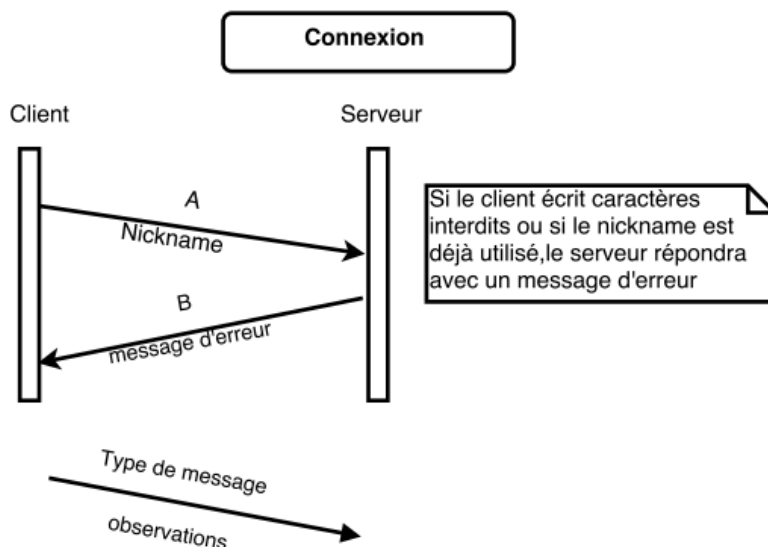 Connexion
Client
Serveur
A
Nickname
B
message d'erreur
Si le client écrit caractères
interdits ou si le nickname est
déjà utilisé,le serveur répondra
avec un message d'erreur
Type de message
observations